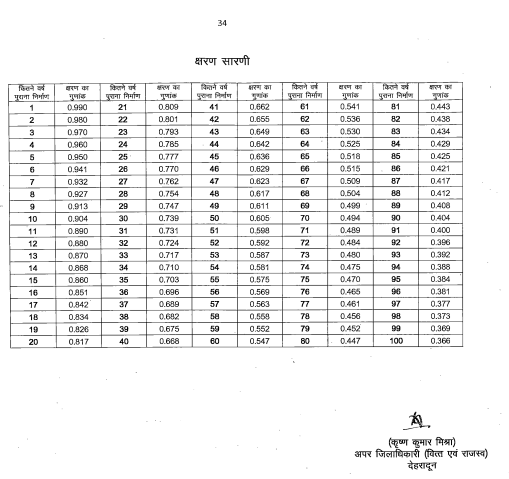 34
क्षरण सारणी
कितने वर्ष पुराना निर्माण क्षरण का गुणांक कितने वर्ष पुराना निर्माण क्षरण का गुणांक कितने वर्ष पुराना निर्माण क्षरण का गुणांक कितने वर्ष पुराना निर्माण क्षरण का गुणांक कितने वर्ष पुराना निर्माण क्षरण का गुणांक
1 0.990 21 0.809 41 0.662 61 0.541 81 0.443
2 0.980 22 0.801 42 0.655 62 0.536 82 0.438
3 0.970 23 0.793 43 0.649 63 0.530 83 0.434
4 0.960 24 0.785 44 0.642 64 0.525 84 0.429
5 0.950 25 0.777 45 0.636 65 0.518 85 0.425
6 0.941 26 0.770 46 0.629 66 0.515 86 0.421
7 0.932 27 0.762 47 0.623 67 0.509 87 0.417
8 0.927 28 0.754 48 0.617 68 0.504 88 0.412
9 0.913 29 0.747 49 0.611 69 0.499 89 0.408
10 0.904 30 0.739 50 0.605 70 0.494 90 0.404
11 0.890 31 0.731 51 0.598 71 0.489 91 0.400
12 0.880 32 0.724 52 0.592 72 0.484 92 0.396
13 0.870 33 0.717 53 0.587 73 0.480 93 0.392
14 0.868 34 0.710 54 0.581 74 0.475 94 0.388
15 0.860 35 0.703 55 0.575 75 0.470 95 0.384
16 0.851 36 0.696 56 0.569 76 0.465 96 0.381
17 0.842 37 0.689 57 0.563 77 0.461 97 0.377
18 0.834 38 0.682 58 0.558 78 0.456 98 0.373
19 0.826 39 0.675 59 0.552 79 0.452 99 0.369
20 0.817 40 0.668 60 0.547 80 0.447 100 0.366
(कृष्ण कुमार मिश्रा)
अपर जिलाधिकारी (वित्त एवं राजस्व)
देहरादून